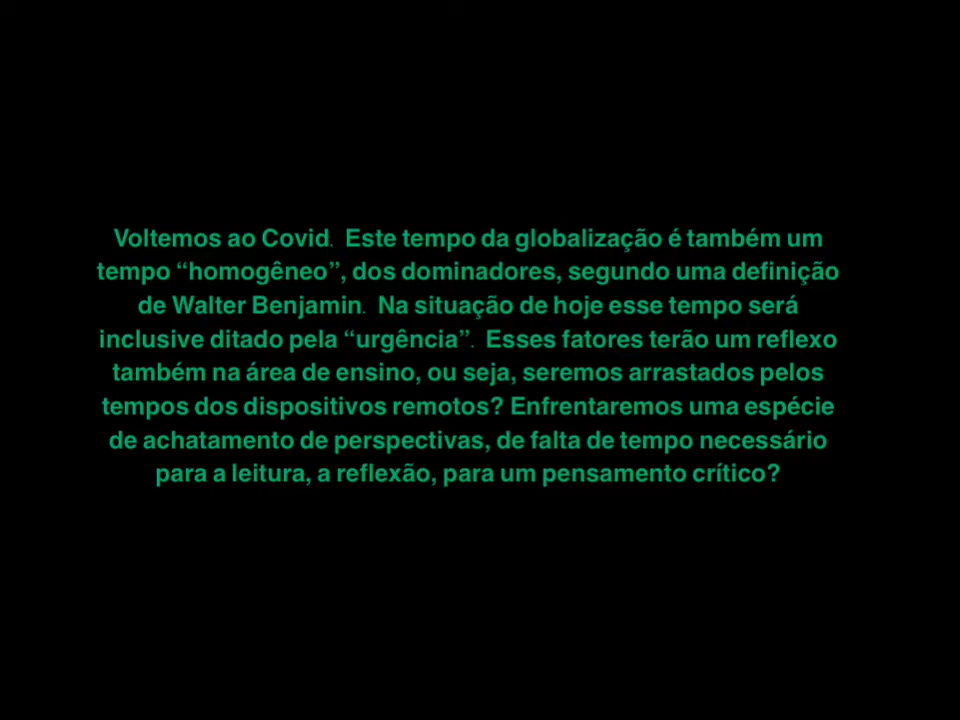 Voltemos ao Covid. Este tempo da globalização é também um
tempo “homogêneo”, dos dominadores, segundo uma definição
de Walter Benjamin. Na situação de hoje esse tempo será
inclusive ditado pela “urgência”. Esses fatores terão um reflexo
também na área de ensino, ou seja, seremos arrastados pelos
tempos dos dispositivos remotos? Enfrentaremos uma espécie
de achatamento de perspectivas, de falta de tempo necessário
para a leitura, a reflexão, para um pensamento crítico?